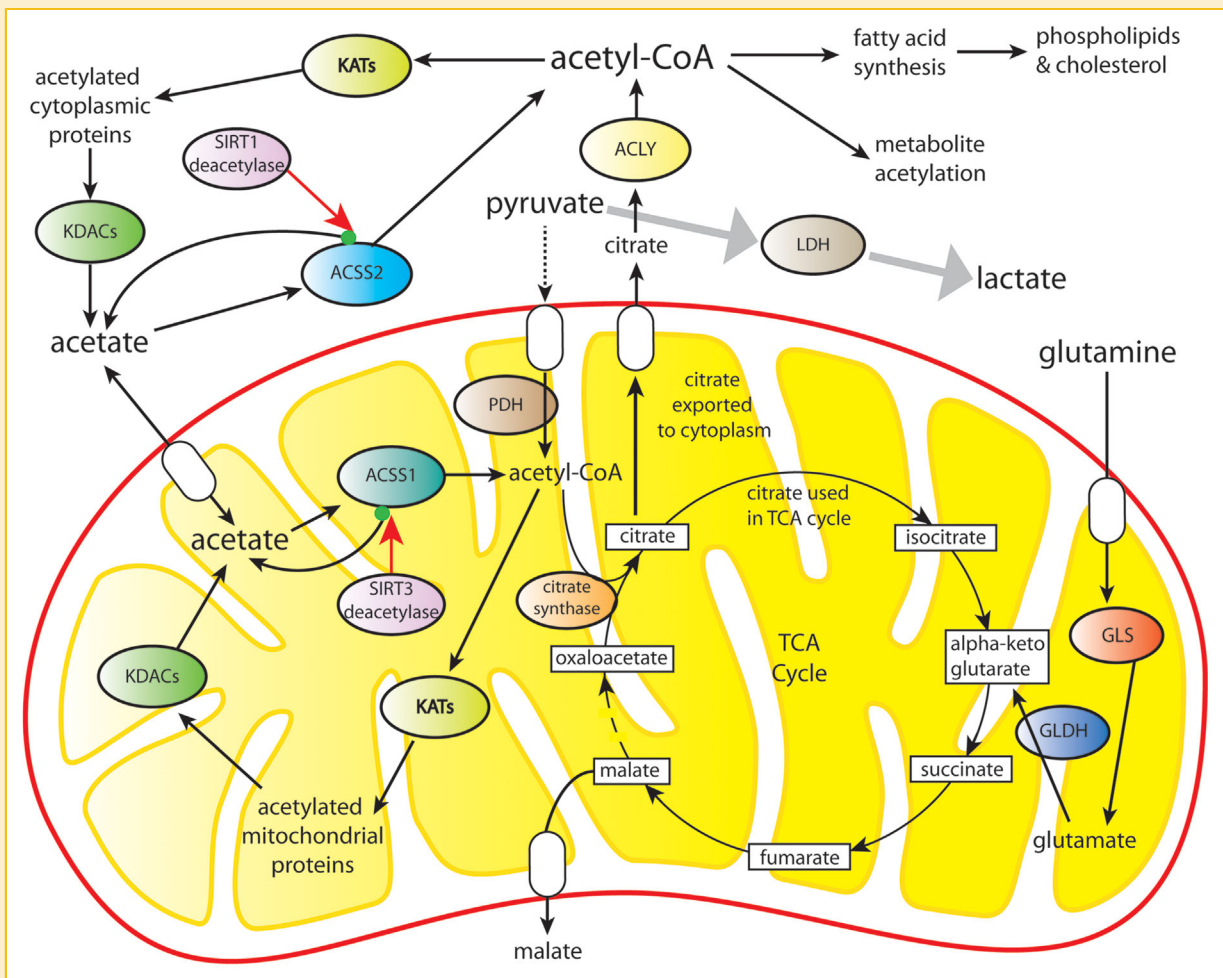 acetyl-CoA
fatty acid
synthesis
phospholipids
& cholesterol
KATs
acetylated
cytoplasmic
proteins
SIRT1
deacetylase
ACLY
metabolite
acetylation
pyruvate
KDACs
citrate
LDH
ACSS2
lactate
acetate
glutamine
PDH
citrate
exported
to cytoplasm
ACSS1
acetyl-CoA
citrate used
in TCA cycle
acetate
citrate
isocitrate
SIRT3
deacetylase
citrate
synthase
GLS
oxaloacetate
TCA
Cycle
alpha-keto
glutarate
KDACs
KATs
GLDH
malate
succinate
acetylated
mitochondrial
proteins
glutamate
fumarate
malate